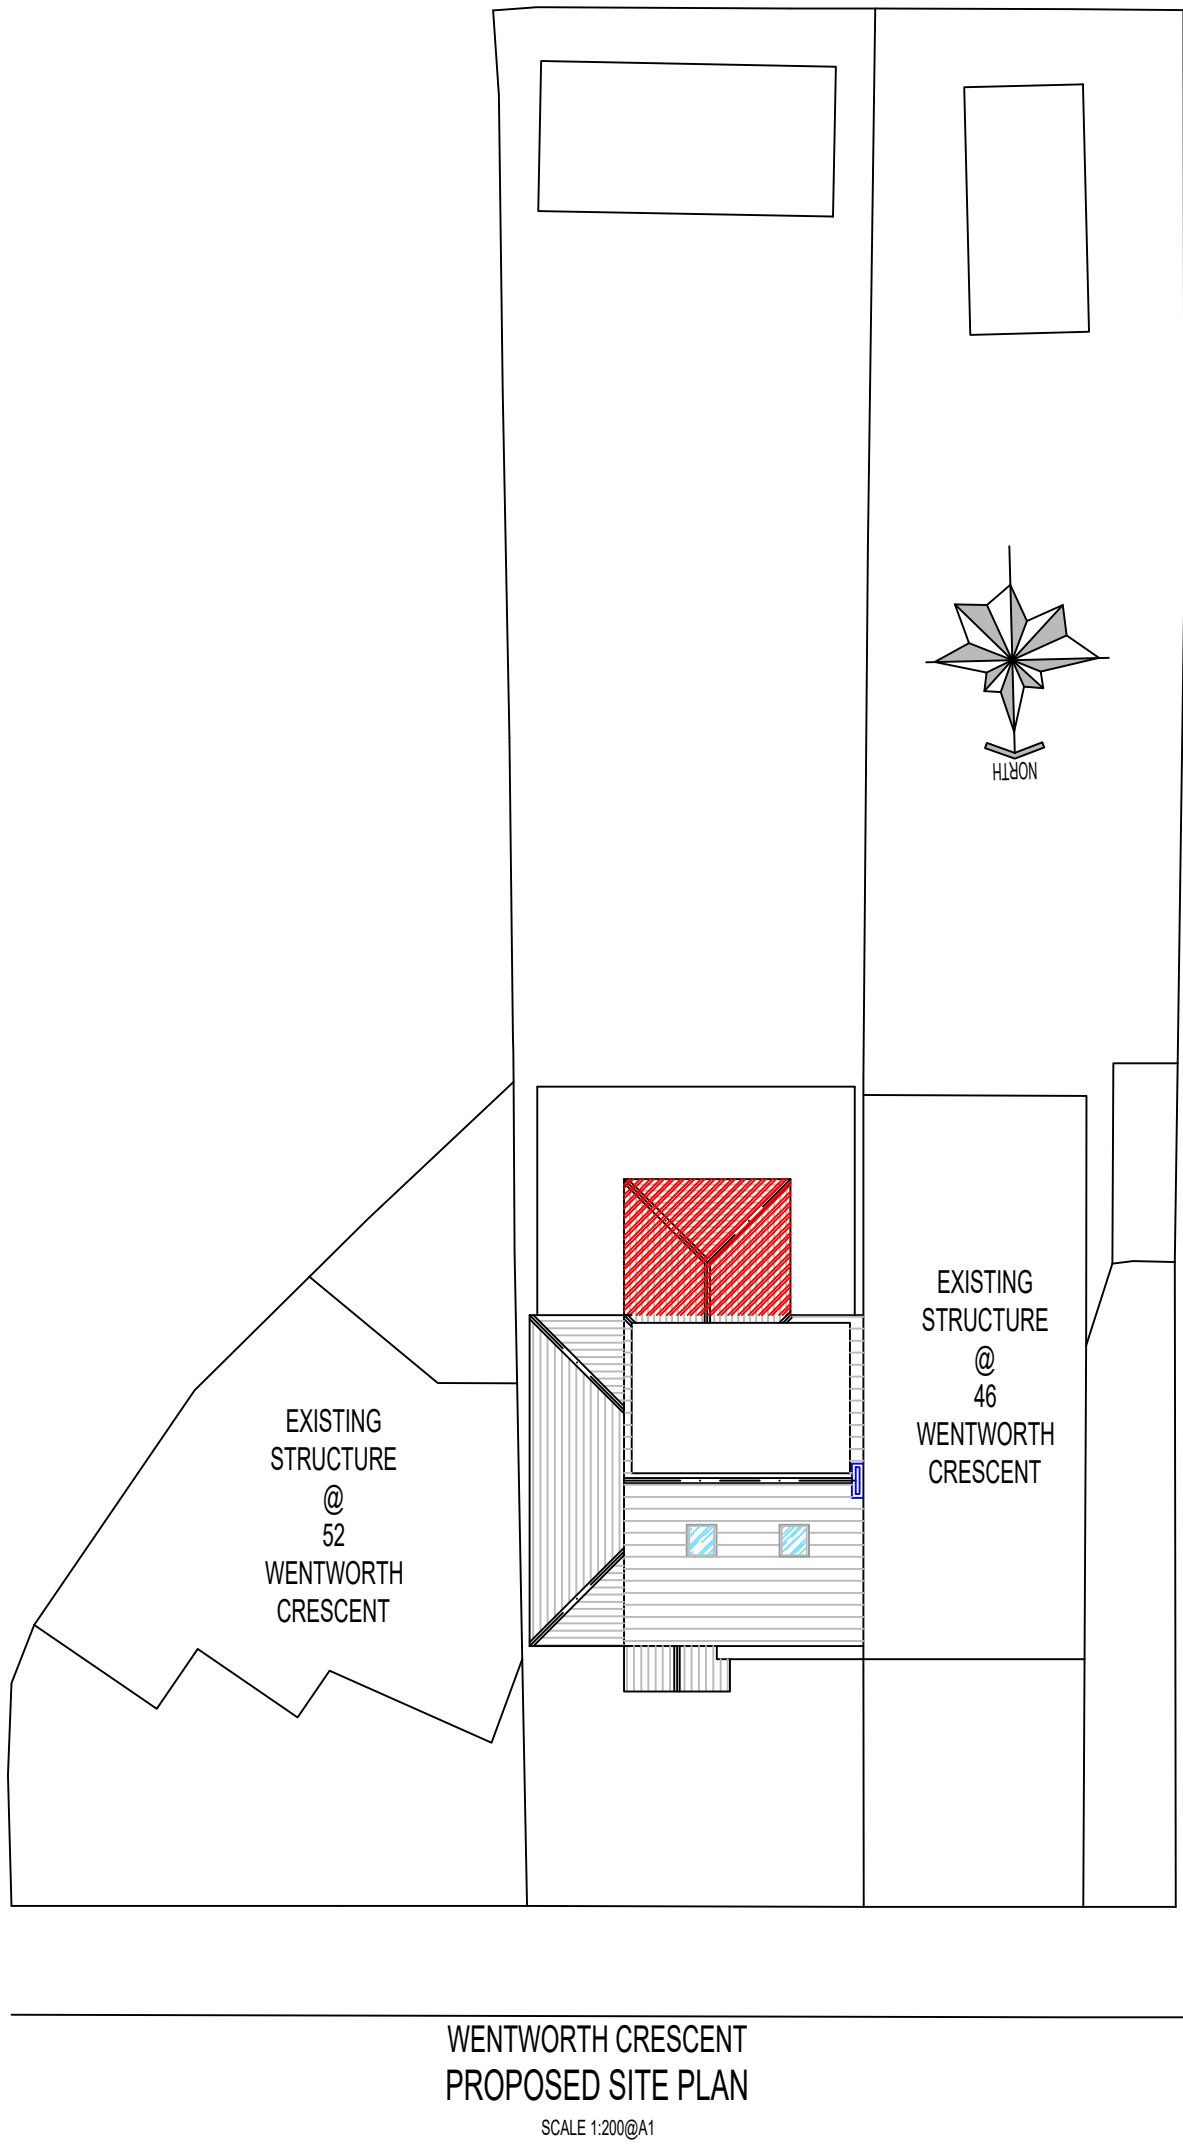 NORTH
EXISTING
STRUCTURE
@
46
WENTWORTH
CRESCENT
EXISTING
STRUCTURE
@
52
WENTWORTH
CRESCENT
WENTWORTH CRESCENT
PROPOSED SITE PLAN
SCALE 1:200@A1